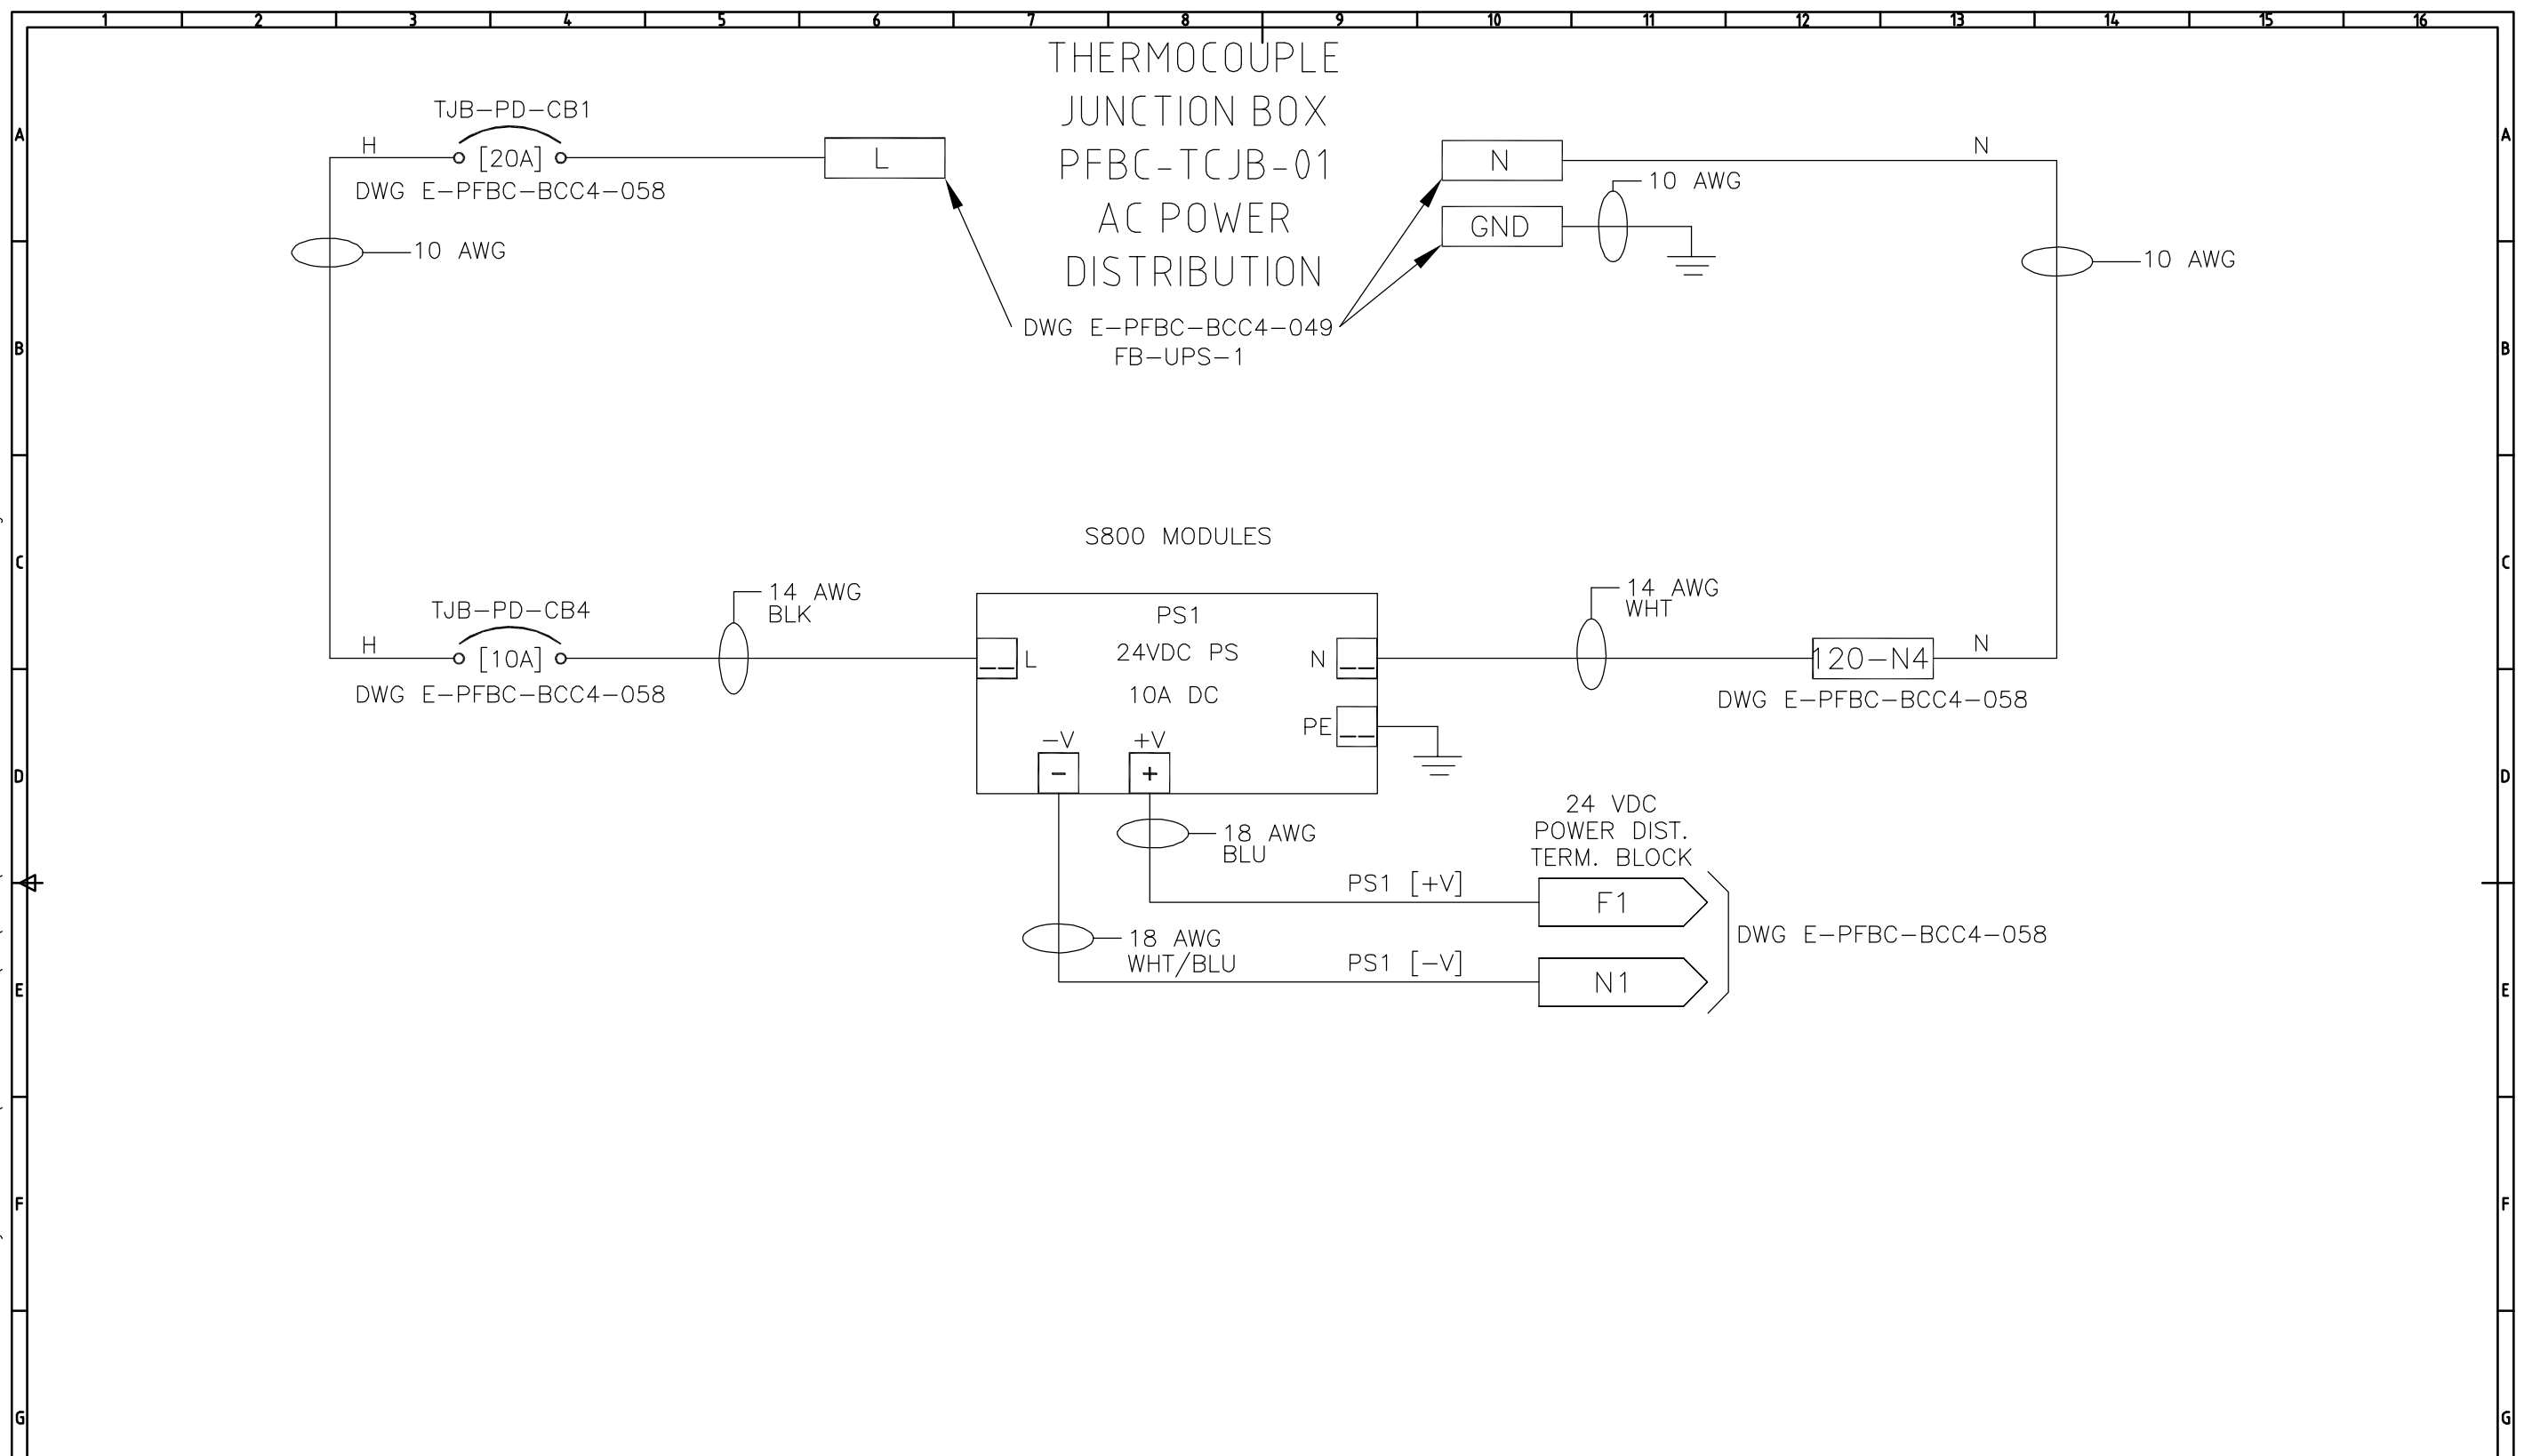 1 2 3 4 5 6 7 8 9 10 11 12 13 14 15 16
THERMOCOUPLE
JUNCTION BOX
PFBC-TCJB-01
AC POWER
DISTRIBUTION
DWG E-PFBC-BCC4-049
FB-UPS-1
A
A
B
B
C
C
D
D
E
E
F
F
G
G
TJB-PD-CB1
H
[20A]
L
DWG E-PFBC-BCC4-058
10 AWG
N
N
10 AWG
GND
10 AWG
S800 MODULES
TJB-PD-CB4
H
[10A]
DWG E-PFBC-BCC4-058
14 AWG
BLK
PS1
24VDC PS
10A DC
L
N
PE
-V
+V
-
+
14 AWG
WHT
120-N4
N
DWG E-PFBC-BCC4-058
18 AWG
BLU
18 AWG
WHT/BLU
24 VDC
POWER DIST.
TERM. BLOCK
PS1 [+V]
F1
PS1 [-V]
N1
DWG E-PFBC-BCC4-058